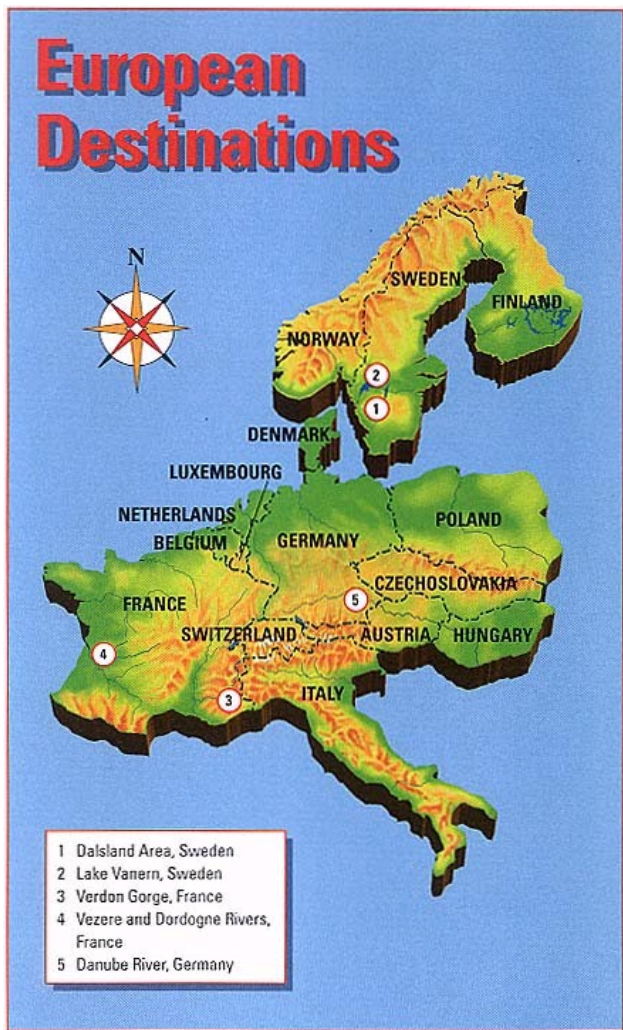 European
Destinations
N
SWEDEN
FINLAND
NORWAY
2
1
DENMARK
LUXEMBOURG
NETHERLANDS
BELGIUM
GERMANY
POLAND
CZECHOSLOVAKIA
FRANCE
5
SWITZERLAND
AUSTRIA
HUNGARY
4
3
ITALY
1 Dalsland Area, Sweden
2 Lake Vanern, Sweden
3 Verdon Gorge, France
4 Vezere and Dordogne Rivers,
France
5 Danube River, Germany